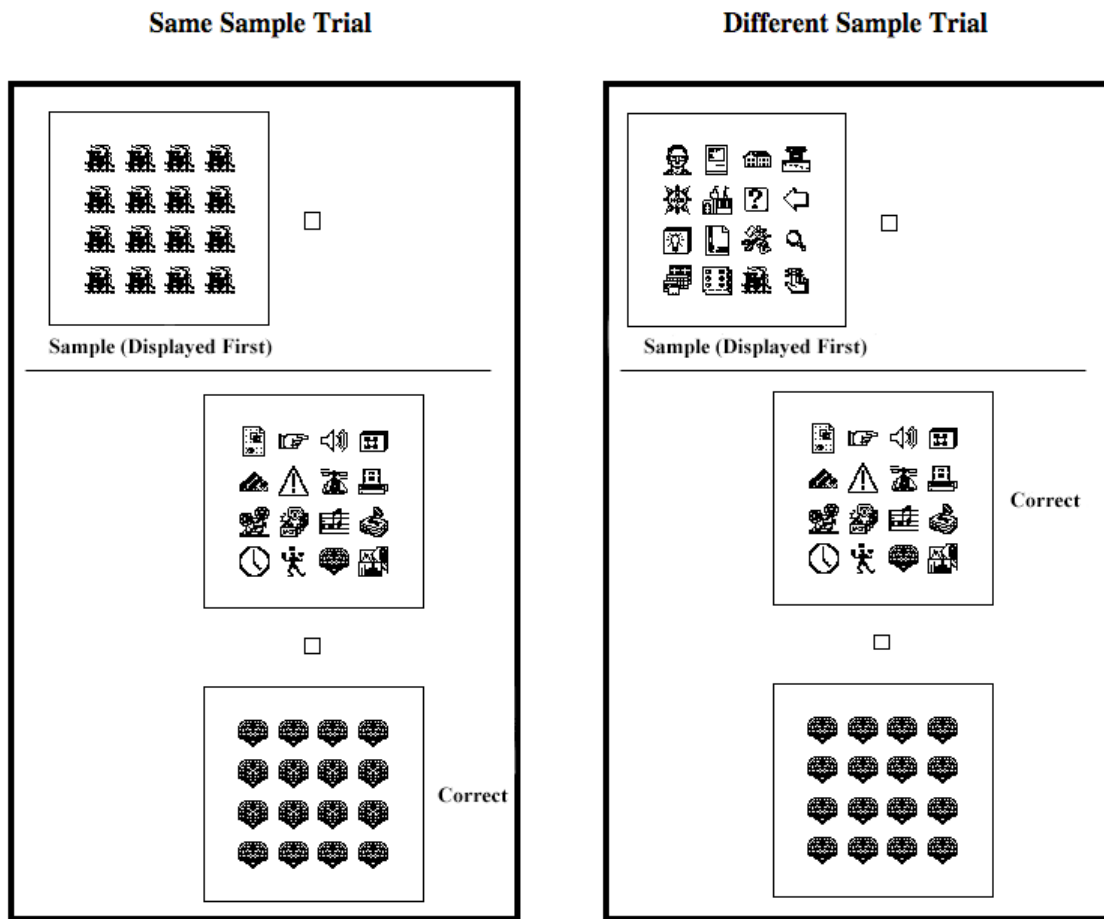 Same Sample Trial
Different Sample Trial
Sample (Displayed First)
Sample (Displayed First)
?
Correct
Correct